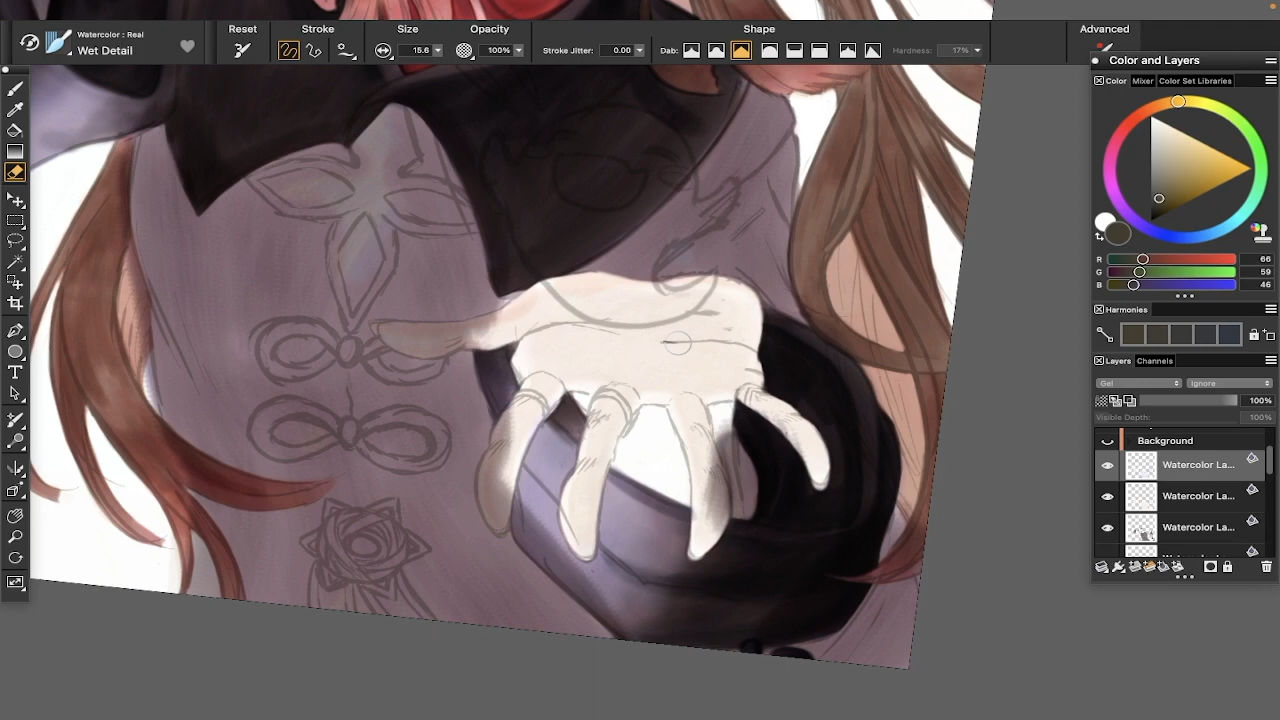 Reset
Stroke
Size
Opacity
Shape
Advanced
Watercolor : Real
Wet Detail
15.6
100%
Stroke Jitter:
0.00
Dab:
Hardness:
17%
Color and Layers
Color
Mixer
Color Set Libraries
R
66
G
59
B
46
Harmonies
Layers
Channels
Gel
Ignore
100%
Visible Depth:
100%
Background
Watercolor La...
Watercolor La...
Watercolor La...
T